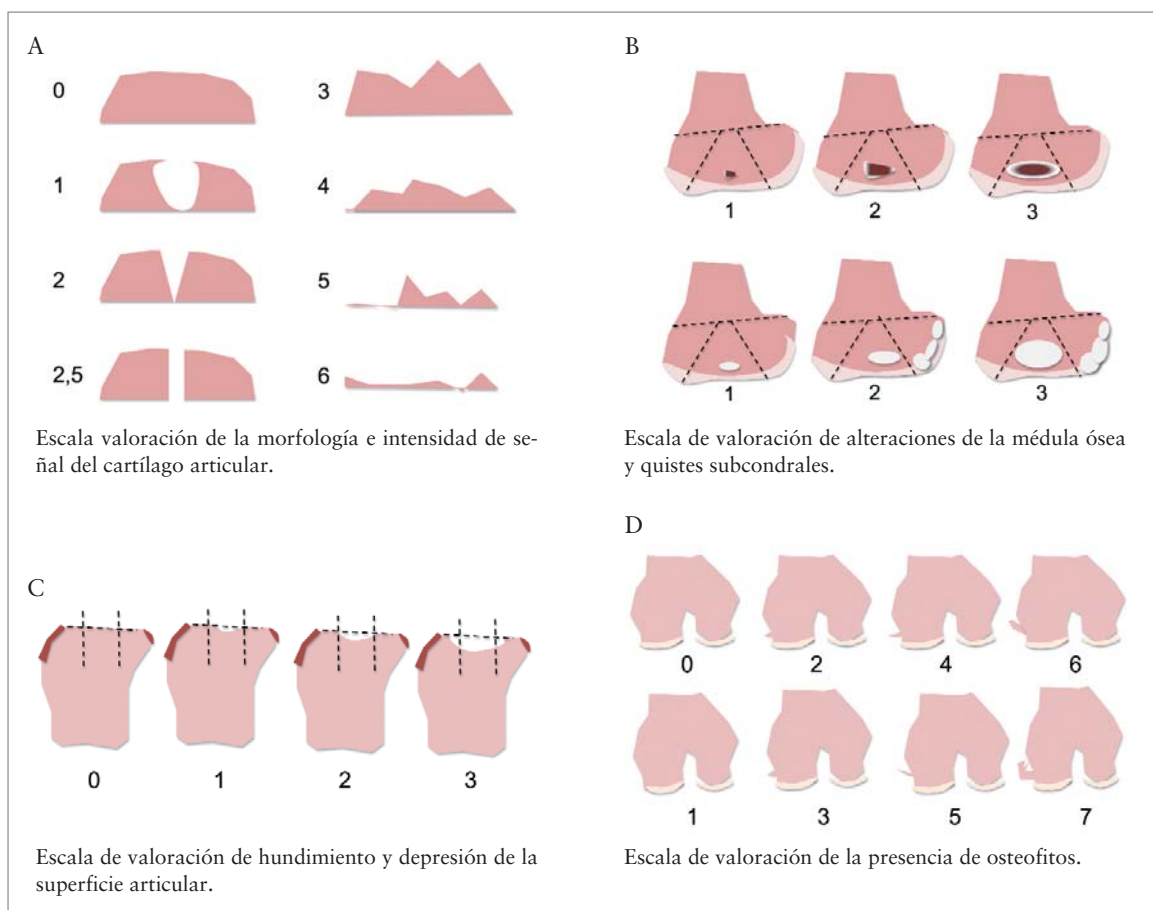 A
0
3
1
4
2
5
2,5
6
Escala valoración de la morfología e intensidad de se-
ñal del cartílago articular.
B
1 2 3
1 2 3
Escala de valoración de alteraciones de la médula ósea
y quistes subcondrales.
C
0 1 2 3
Escala de valoración de hundimiento y depresión de la
superficie articular.
D
0 2 4 6
1 3 5 7
Escala de valoración de la presencia de osteofitos.